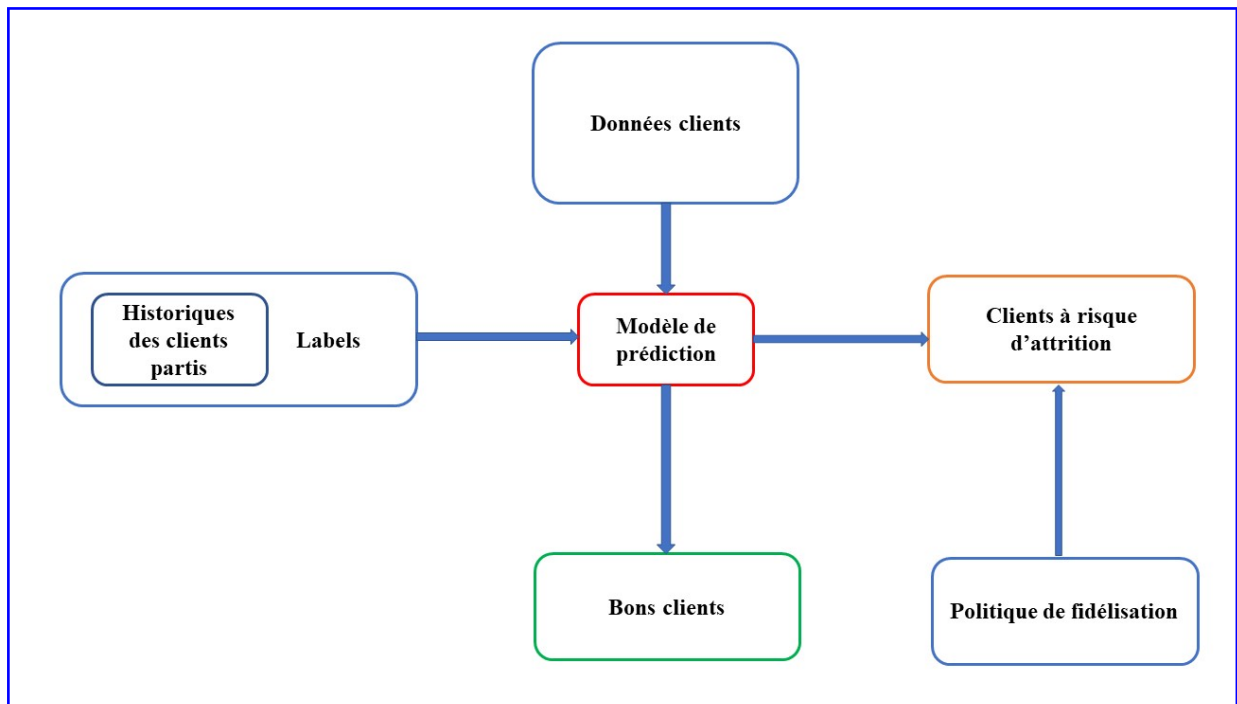 Données clients
Historiques
des clients
partis
Labels
Modèle de
prédiction
Clients à risque
d'attrition
Bons clients
Politique de fidélisation